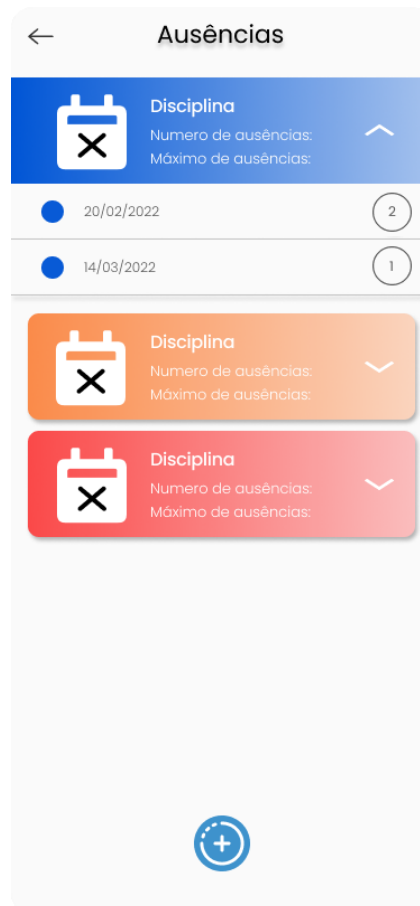 Ausências
Disciplina
Numero de ausências:
Máximo de ausências:
20/02/2022 2
14/03/2022 1
Disciplina
Numero de ausências:
Máximo de ausências:
Disciplina
Numero de ausências:
Máximo de ausências: